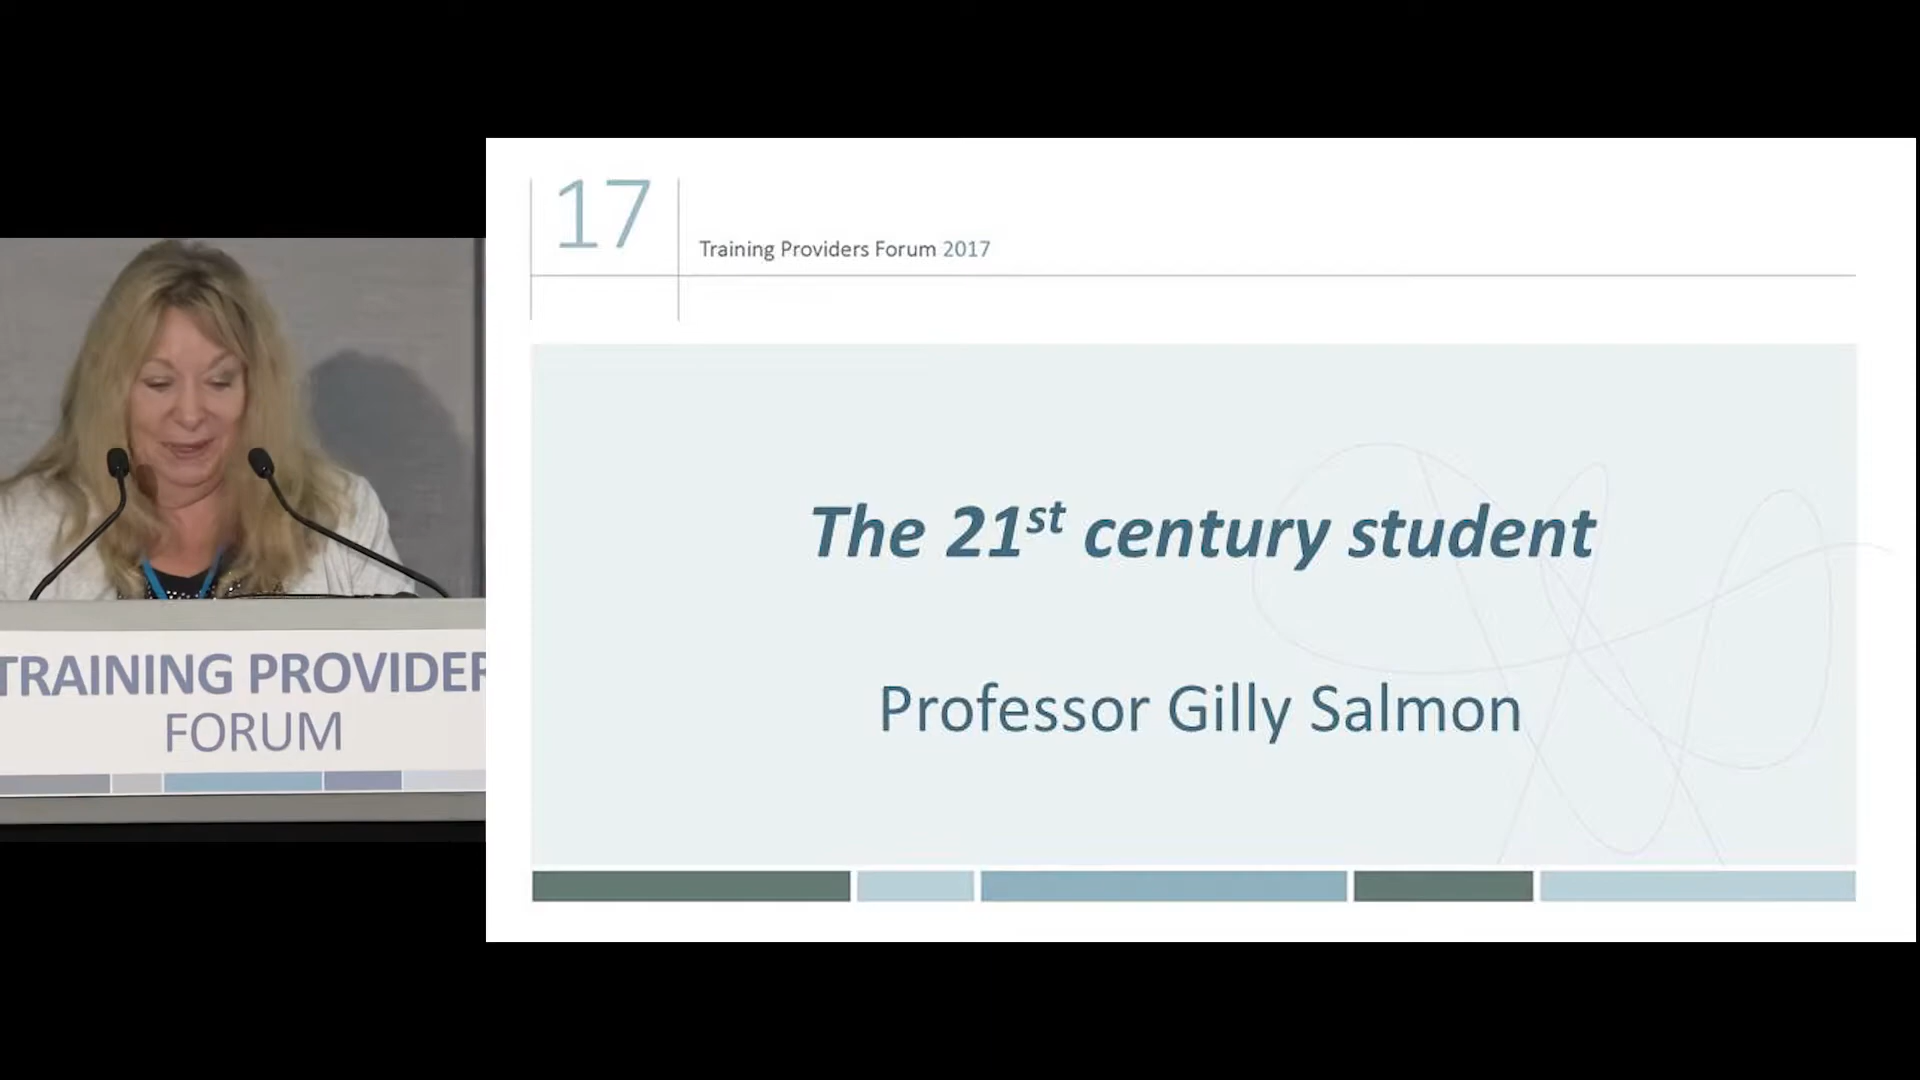 17
Training Providers Forum 2017
The 21st century student
Professor Gilly Salmon
TRAINING PROVIDER
FORUM